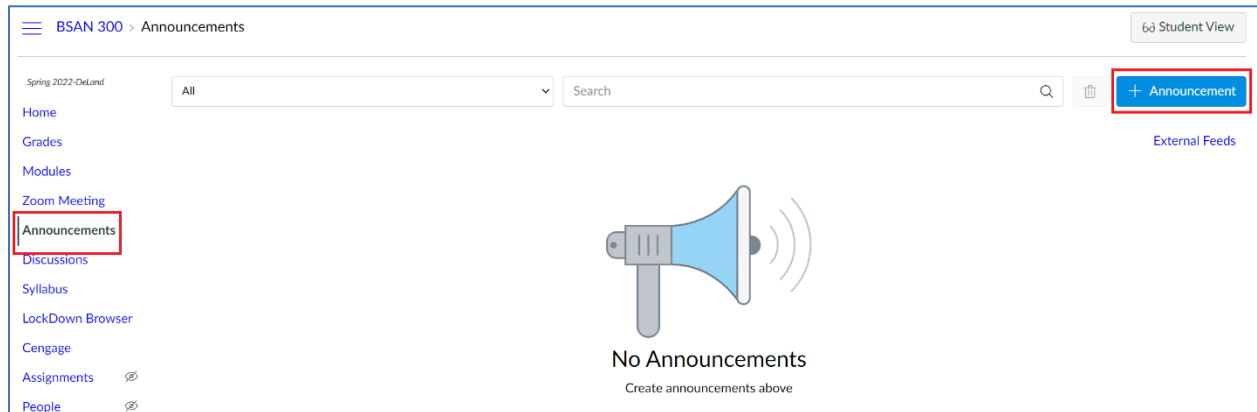 BSAN 300 > Announcements
Student View
Spring 2022-DeLand
All
Search
+ Announcement
External Feeds
Home
Grades
Modules
Zoom Meeting
Announcements
Discussions
Syllabus
LockDown Browser
Cengage
Assignments
People
No Announcements
Create announcements above